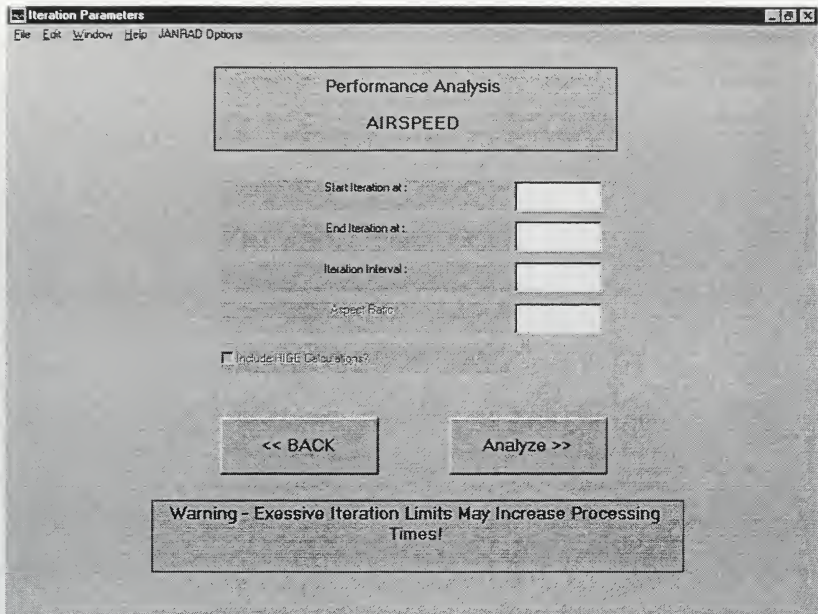 Iteration Parameters
File Edit Window Help JANRAD Options
Performance Analysis
AIRSPEED
Start Iteration at :
End Iteration at :
Iteration Interval :
Aspect Ratio
Include HIGE Calculations?
<< BACK
Analyze >>
Warning - Exessive Iteration Limits May Increase Processing
Times!